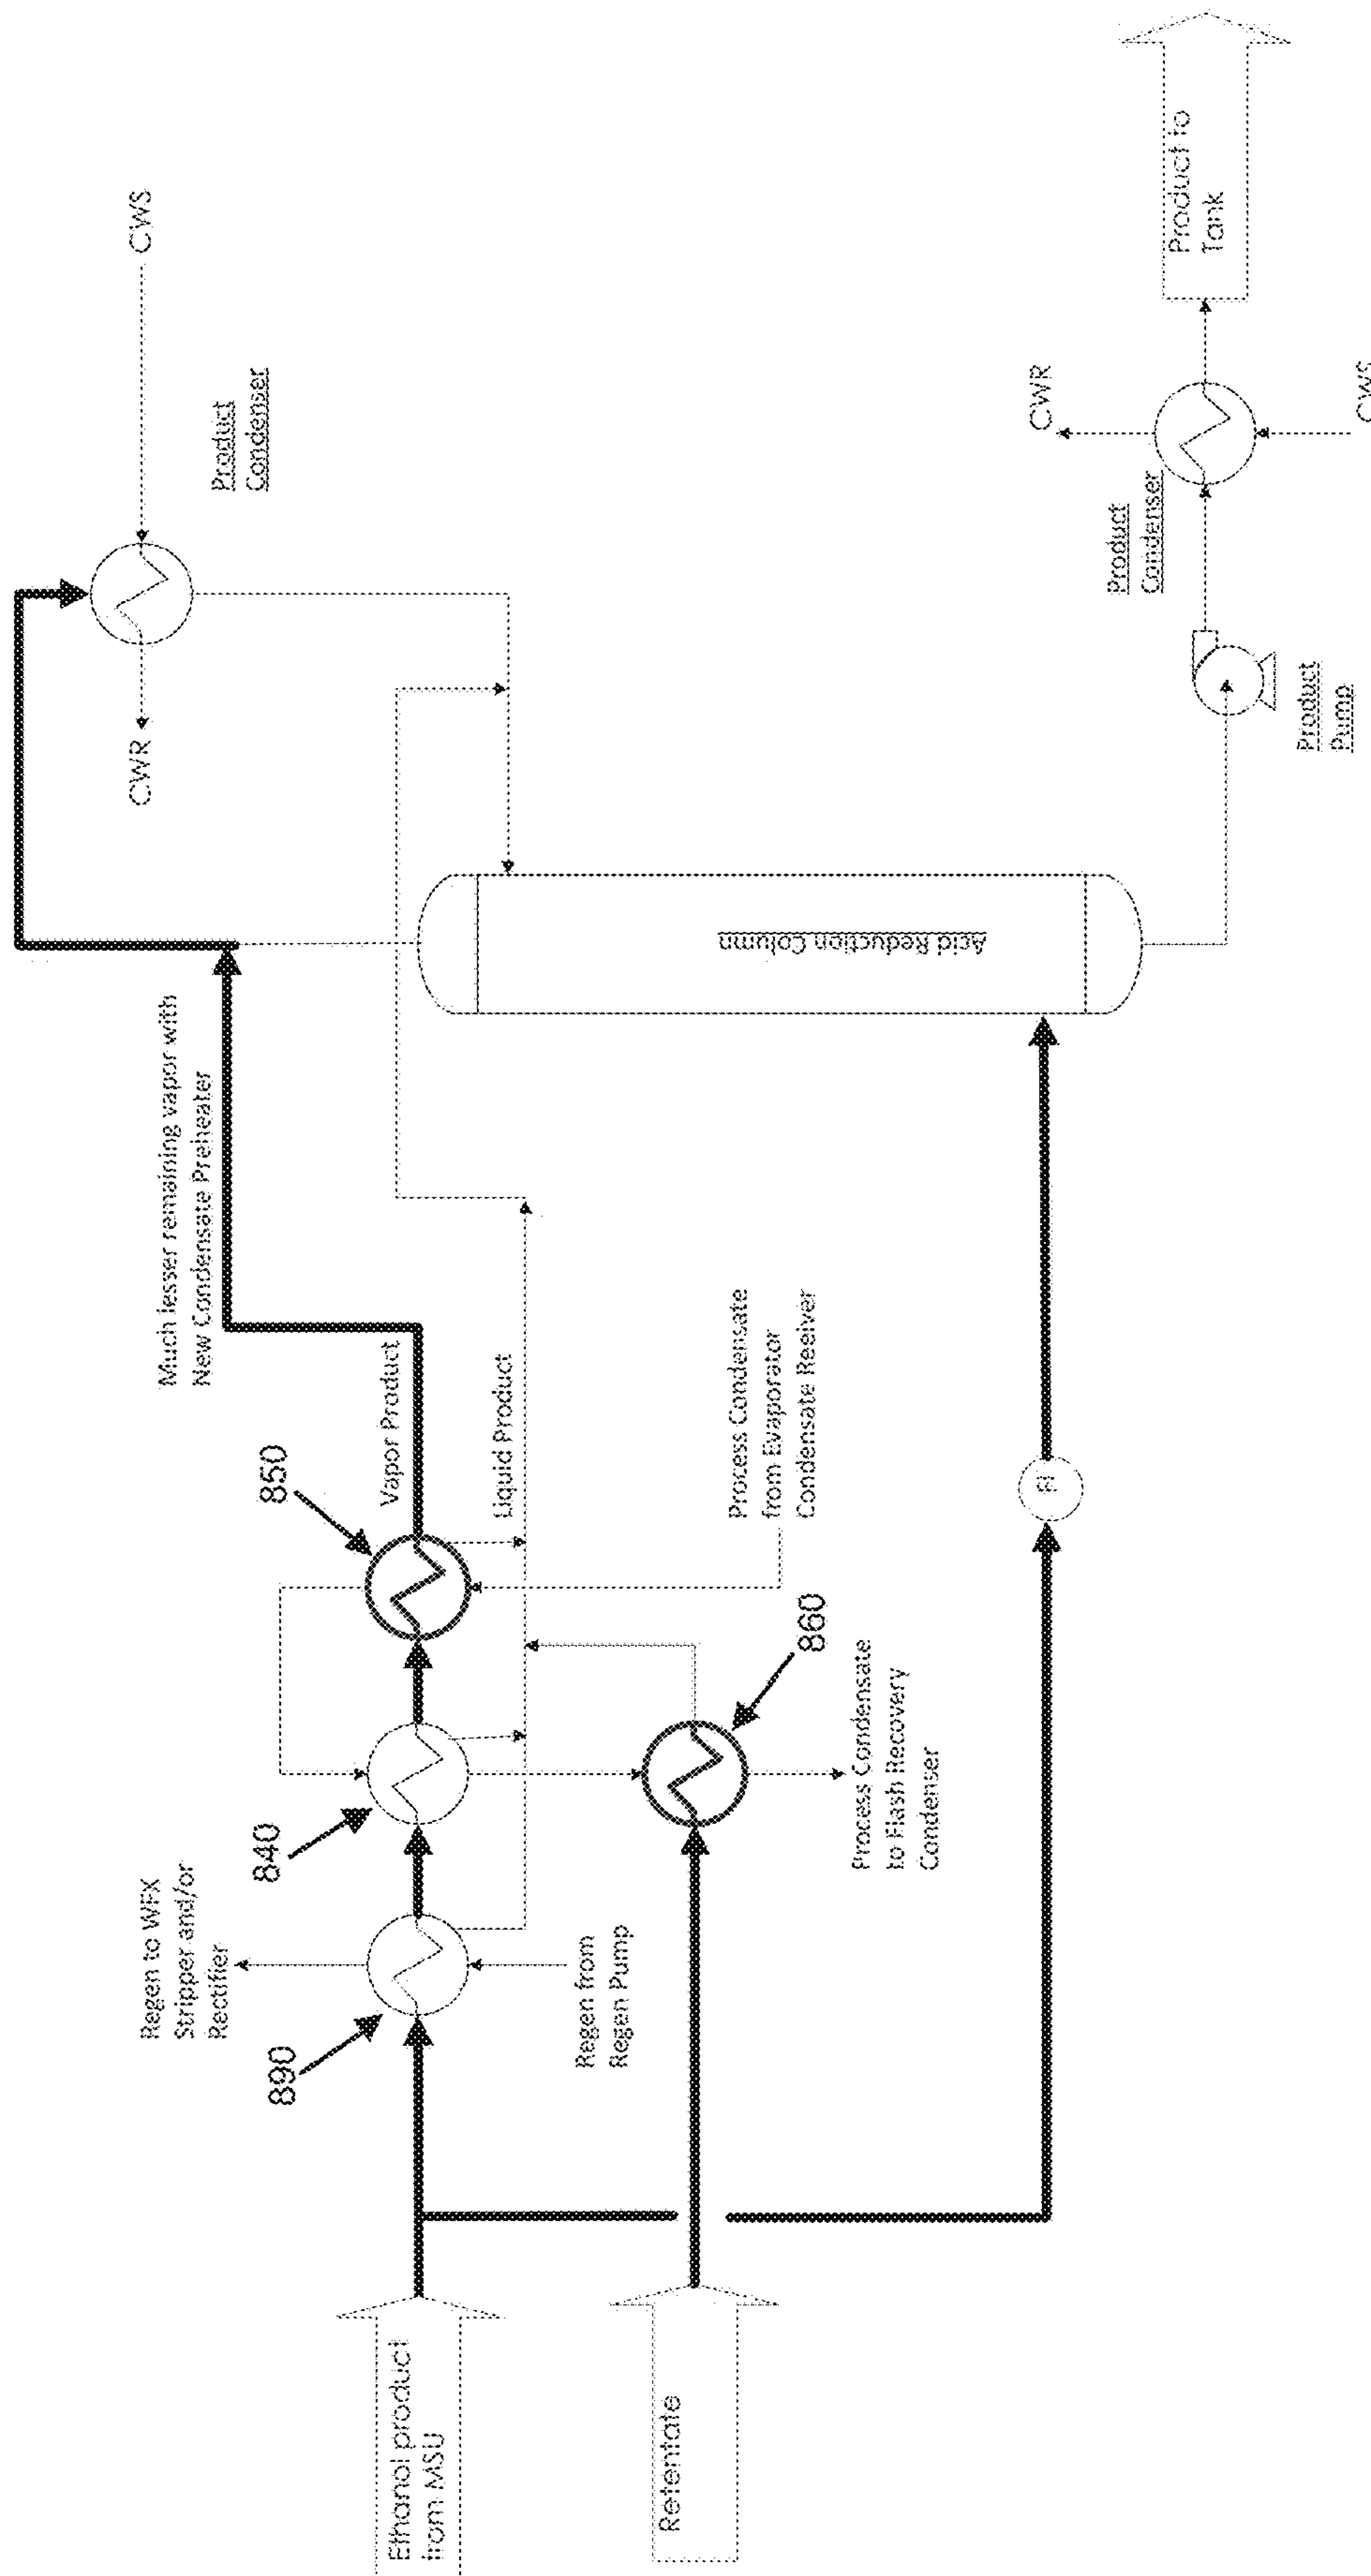 Ethanol product
from MSU
Retentate
890
Regen to WFX
Stripper and/or
Rectifier
Regen from
Regen Pump
840
850
860
Process Condensate
to Flash Recovery
Condenser
Vapor Product
Liquid Product
Process Condensate
from Evaporator
Condensate Reeiver
Much lesser remaining vapor with
New Condensate Preheater
FI
Acid Reduction Column
CWR
CWS
Product
Condenser
Product
Pump
Product
Condenser
CWR
CWS
Product to
Tank